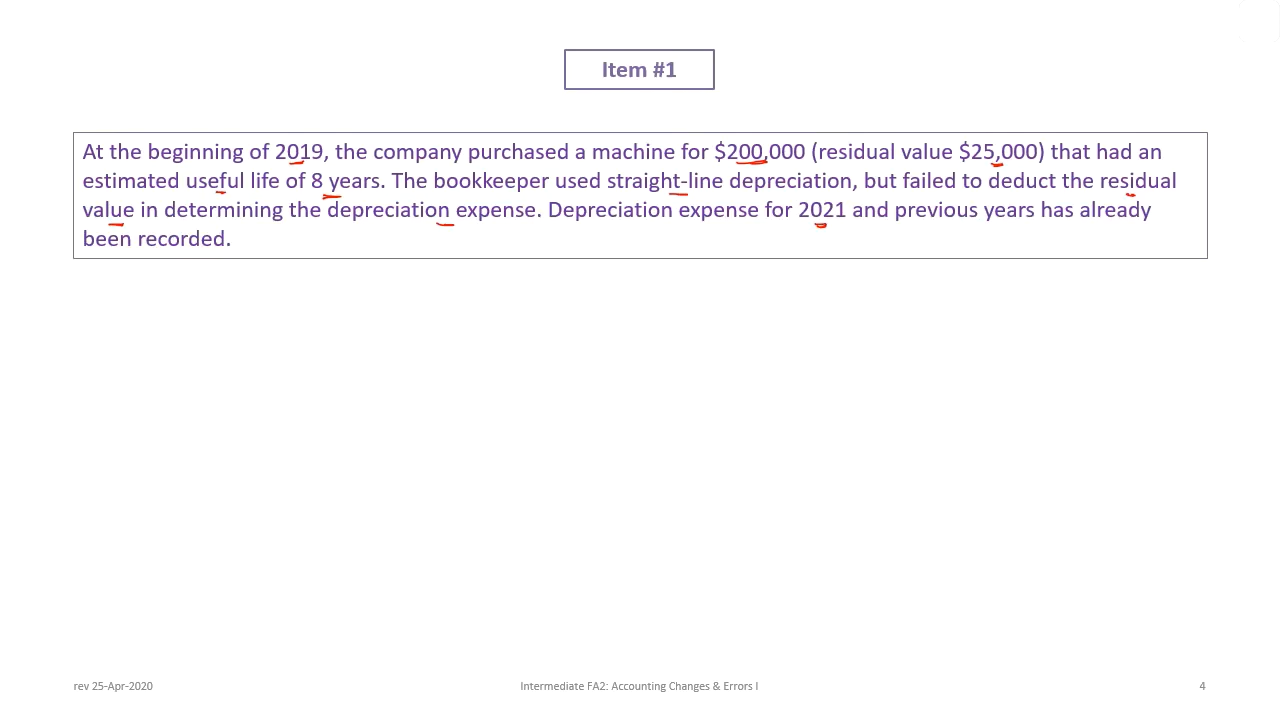 Item #1
At the beginning of 2019, the company purchased a machine for $200,000 (residual value $25,000) that had an
estimated useful life of 8 years. The bookkeeper used straight-line depreciation, but failed to deduct the residual
value in determining the depreciation expense. Depreciation expense for 2021 and previous years has already
been recorded.
rev 25-Apr-2020
Intermediate FA2: Accounting Changes & Errors I
4